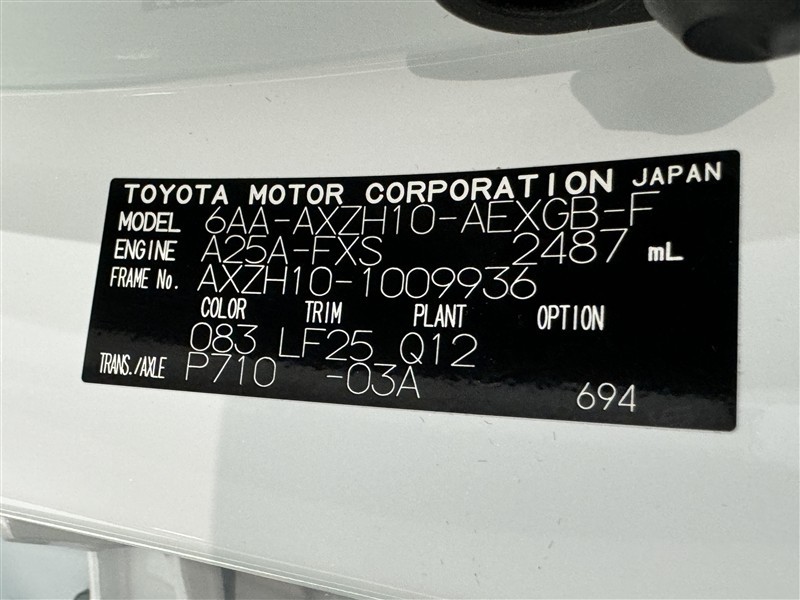 TOYOTA MOTOR CORPORATION JAPAN
MODEL 6AA-AXZH10-AEXGB-F
ENGINE A25A-FXS 2487 mL
FRAME No. AXZH10-1009936
COLOR TRIM PLANT OPTION
083 LF25 Q12
TRANS./AXLE P710 -03A
694